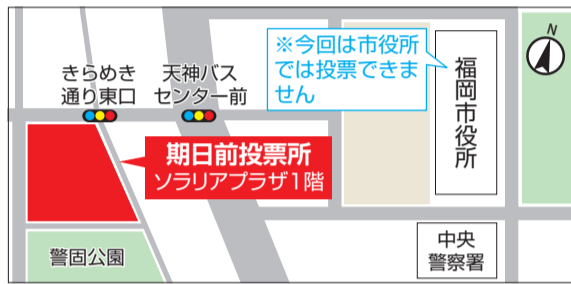 ※今回は市役所
では投票できま
せん
N
きらめき
通り東口
天神バス
センター前
福岡市役所
期日前投票所
ソラリアプラザ1階
警固公園
中央
警察署